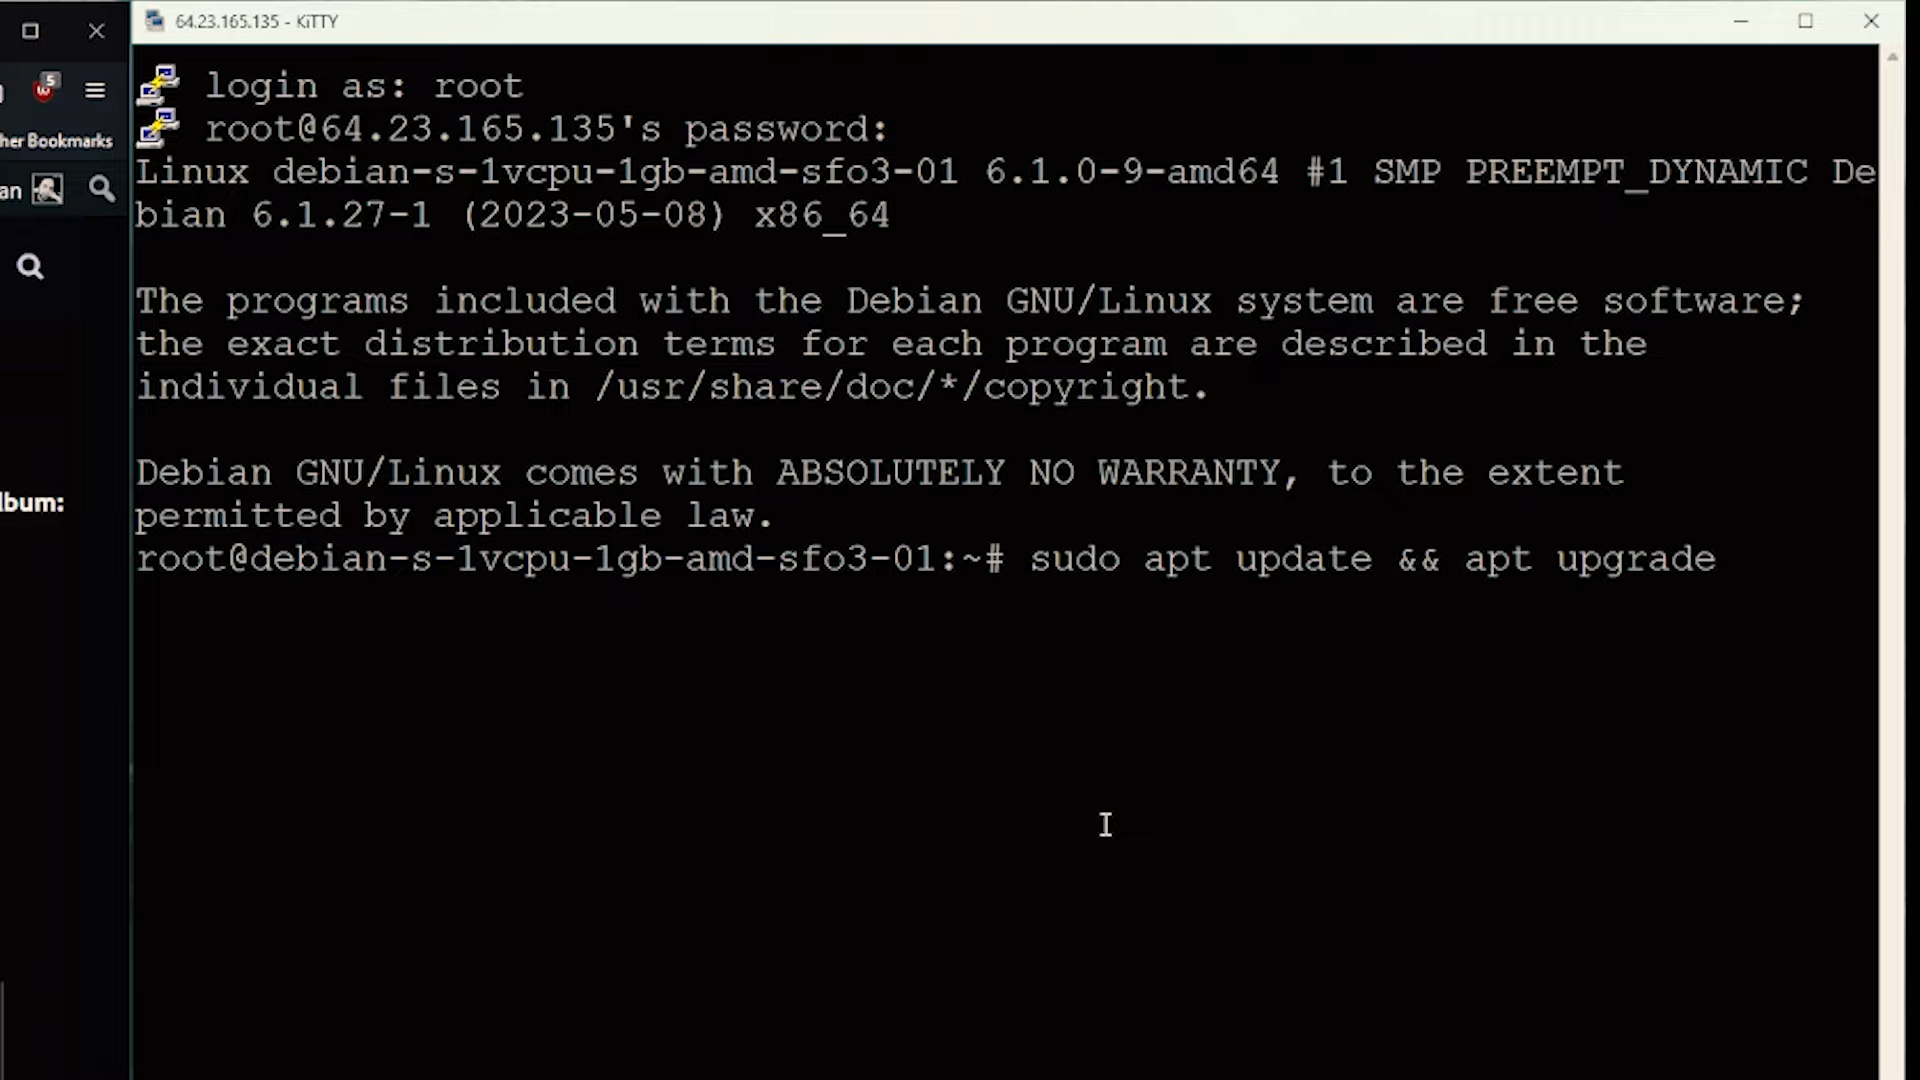 64.23.165.135 - KiTTY
login as: root
root@64.23.165.135's password:
Linux debian-s-1vcpu-1gb-amd-sfo3-01 6.1.0-9-amd64 #1 SMP PREEMPT_DYNAMIC De
bian 6.1.27-1 (2023-05-08) x86_64
The programs included with the Debian GNU/Linux system are free software;
the exact distribution terms for each program are described in the
individual files in /usr/share/doc/*/copyright.
Debian GNU/Linux comes with ABSOLUTELY NO WARRANTY, to the extent
permitted by applicable law.
root@debian-s-1vcpu-1gb-amd-sfo3-01:~# sudo apt update && apt upgrade
5
her Bookmarks
an
lbum: